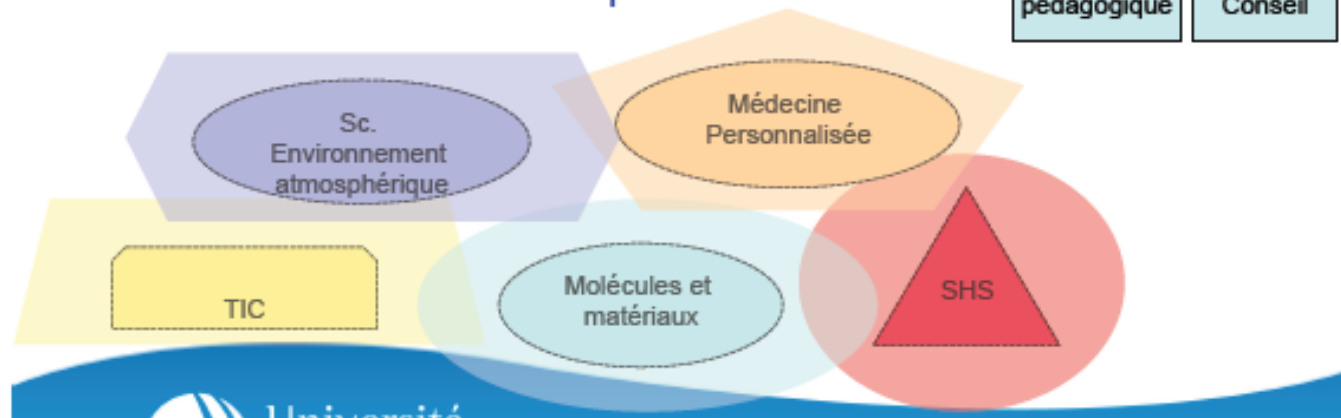 pédagogique
Conseil
Médecine
Personnalisée
Sc.
Environnement
atmosphérique
Molécules et
matériaux
SHS
TIC
Université